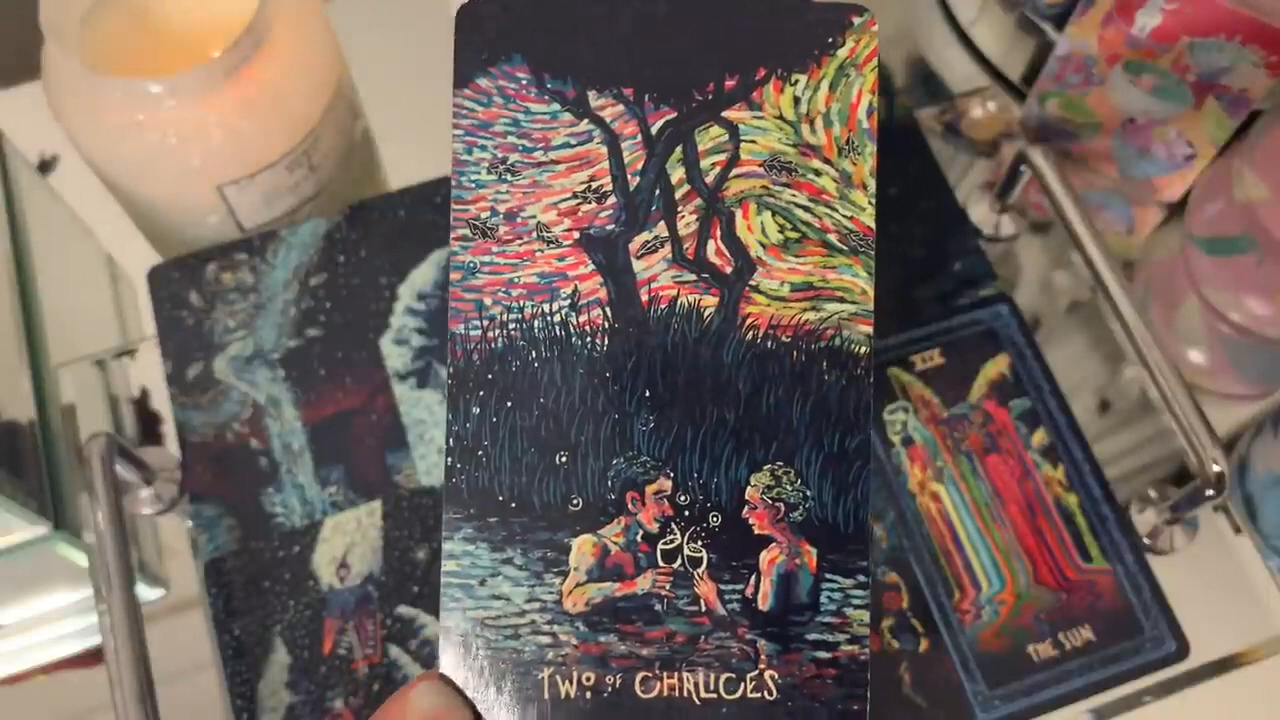 TWO OF CHALICES
XIX
THE SUN